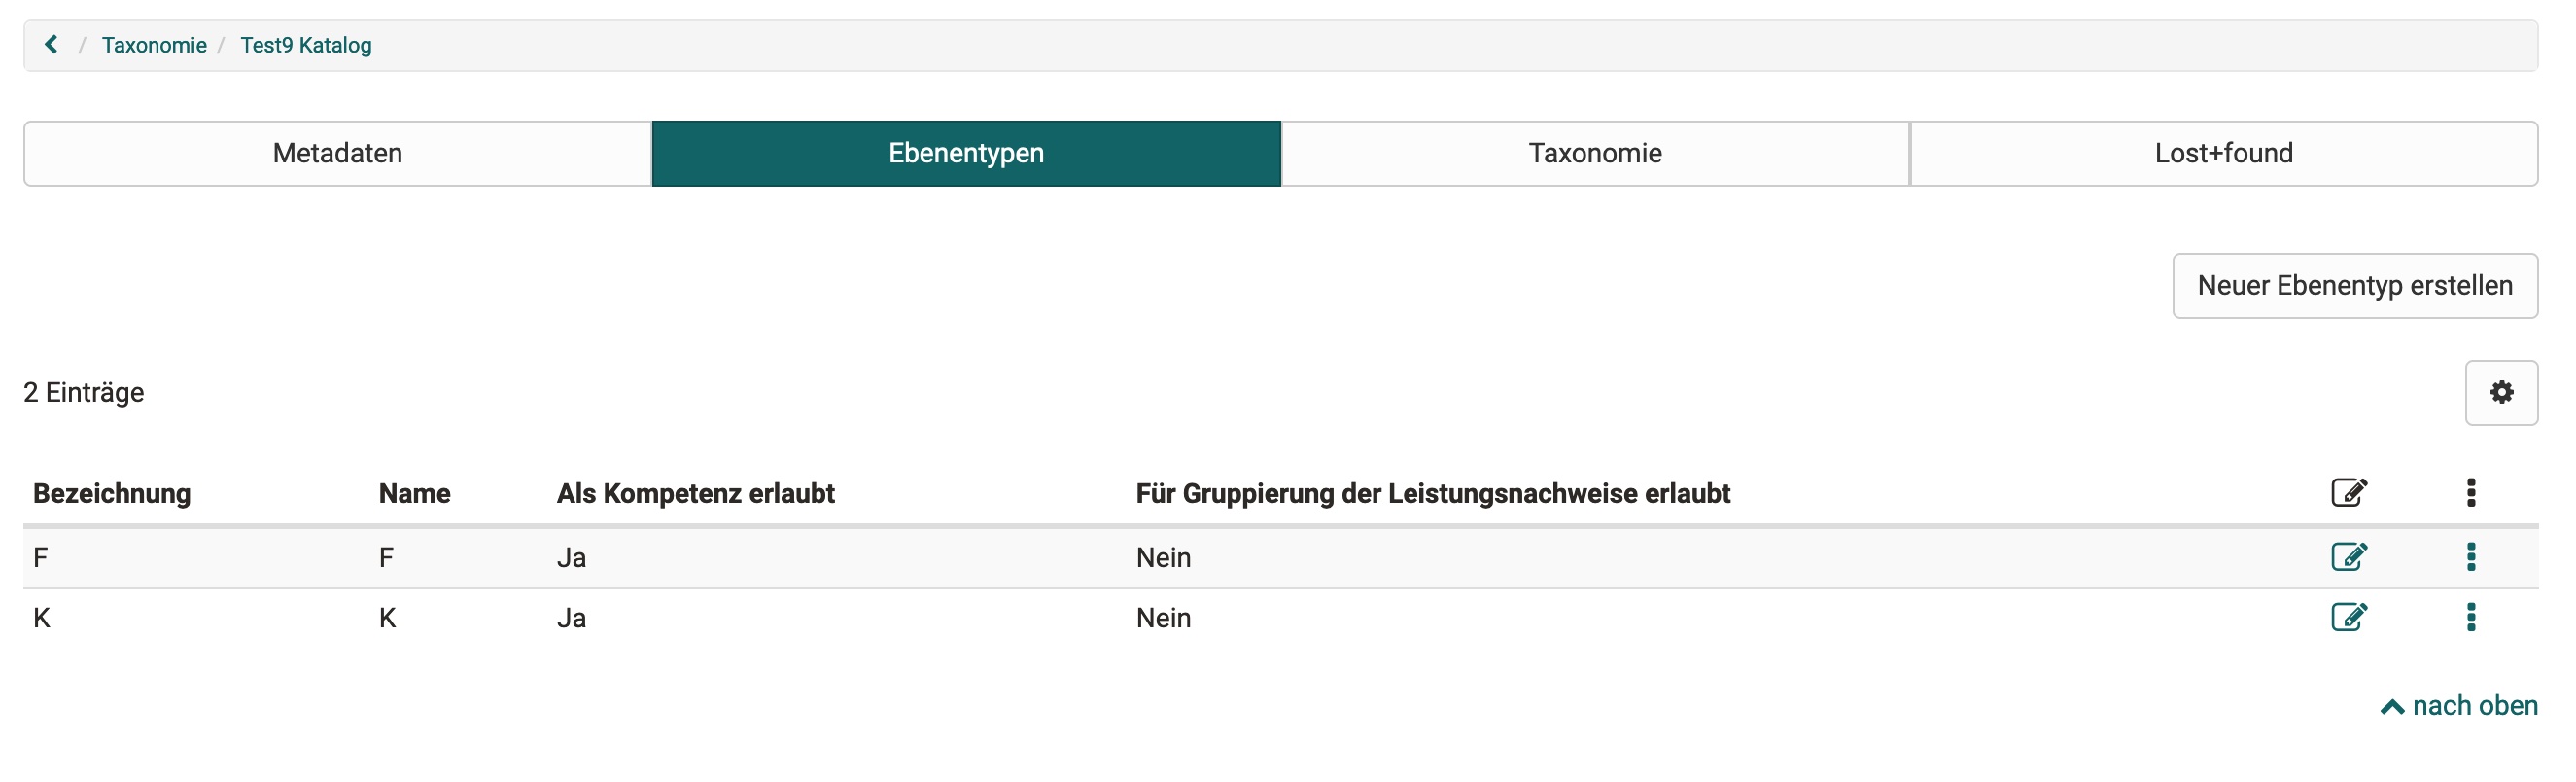 / Taxonomie / Test9 Katalog
Metadaten Ebenentypen Taxonomie Lost+found
Neuer Ebenentyp erstellen
2 Einträge
Bezeichnung Name Als Kompetenz erlaubt Für Gruppierung der Leistungsnachweise erlaubt
F F Ja Nein
K K Ja Nein
nach oben